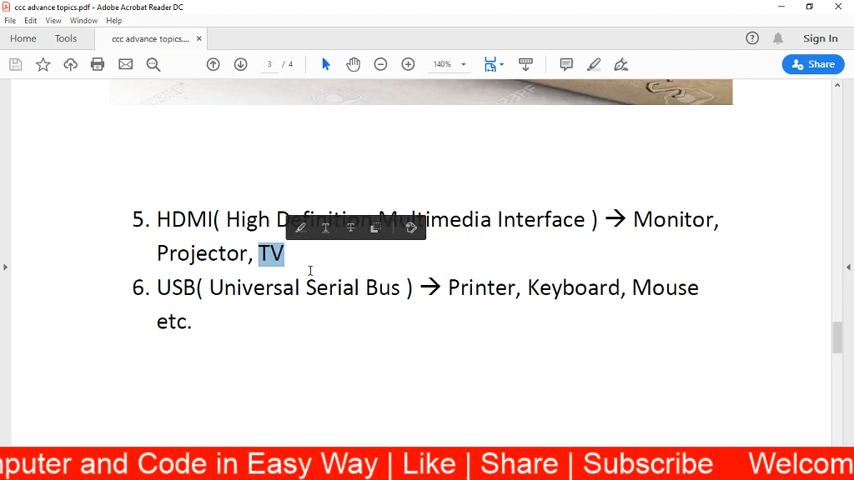 ccc advance topics.pdf - Adobe Acrobat Reader DC
File Edit View Window Help
Home Tools ccc advance topics.... × Sign In
3 / 4 140% Share
5. HDMI( High Definition Multimedia Interface ) → Monitor,
Projector, TV
6. USB( Universal Serial Bus ) → Printer, Keyboard, Mouse
etc.
mputer and Code in Easy Way | Like | Share | Subscribe Welcom